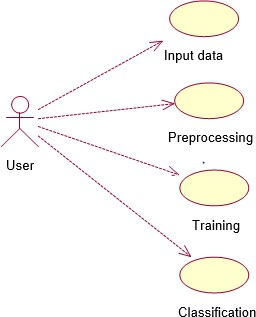 Input data
Preprocessing
User
Training
Classification